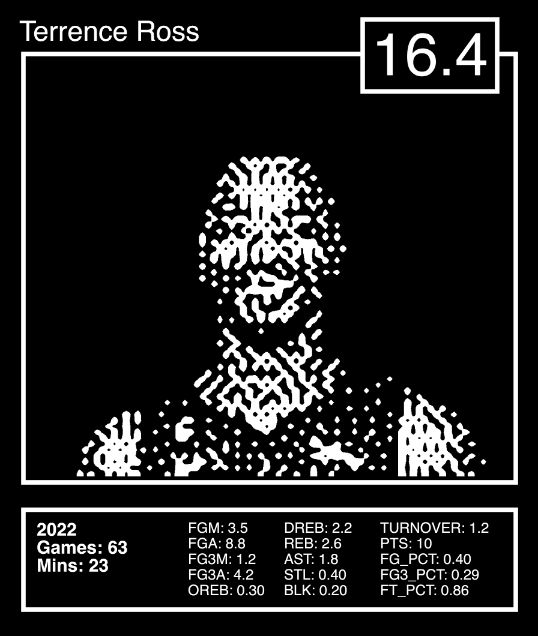 Terrence Ross
16.4
2022
Games: 63
Mins: 23
FGM: 3.5
FGA: 8.8
FG3M: 1.2
FG3A: 4.2
OREB: 0.30
DREB: 2.2
REB: 2.6
AST: 1.8
STL: 0.40
BLK: 0.20
TURNOVER: 1.2
PTS: 10
FG_PCT: 0.40
FG3_PCT: 0.29
FT_PCT: 0.86